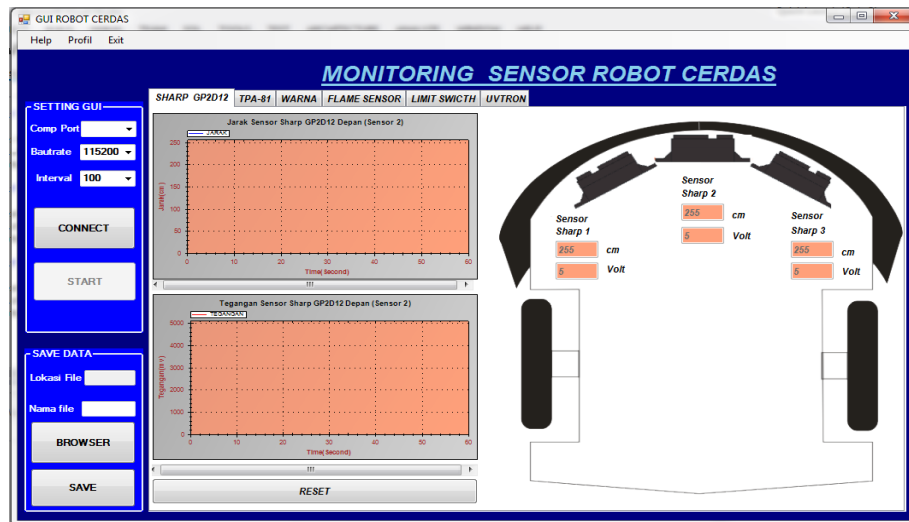 GUI ROBOT CERDAS
Help Profil Exit
MONITORING SENSOR ROBOT CERDAS
SETTING GUI
Comp Port
Bautrate 115200
Interval 100
CONNECT
START
SAVE DATA
Lokasi File
Nama file
BROWSER
SAVE
SHARP GP2D12 TPA-81 WARNA FLAME SENSOR LIMIT SWICTH UVTRON
Jarak Sensor Sharp GP2D12 Depan (Sensor 2)
JARAK
Jarak(cm)
250
200
150
100
50
0
0 10 20 30 40 50 60
Time(Second)
Tegangan Sensor Sharp GP2D12 Depan (Sensor 2)
TEGANGAN
Tegangan(mV)
5000
4000
3000
2000
1000
0
0 10 20 30 40 50 60
Time(Second)
RESET
Sensor
Sharp 1
255 cm
5 Volt
Sensor
Sharp 2
255 cm
5 Volt
Sensor
Sharp 3
255 cm
5 Volt